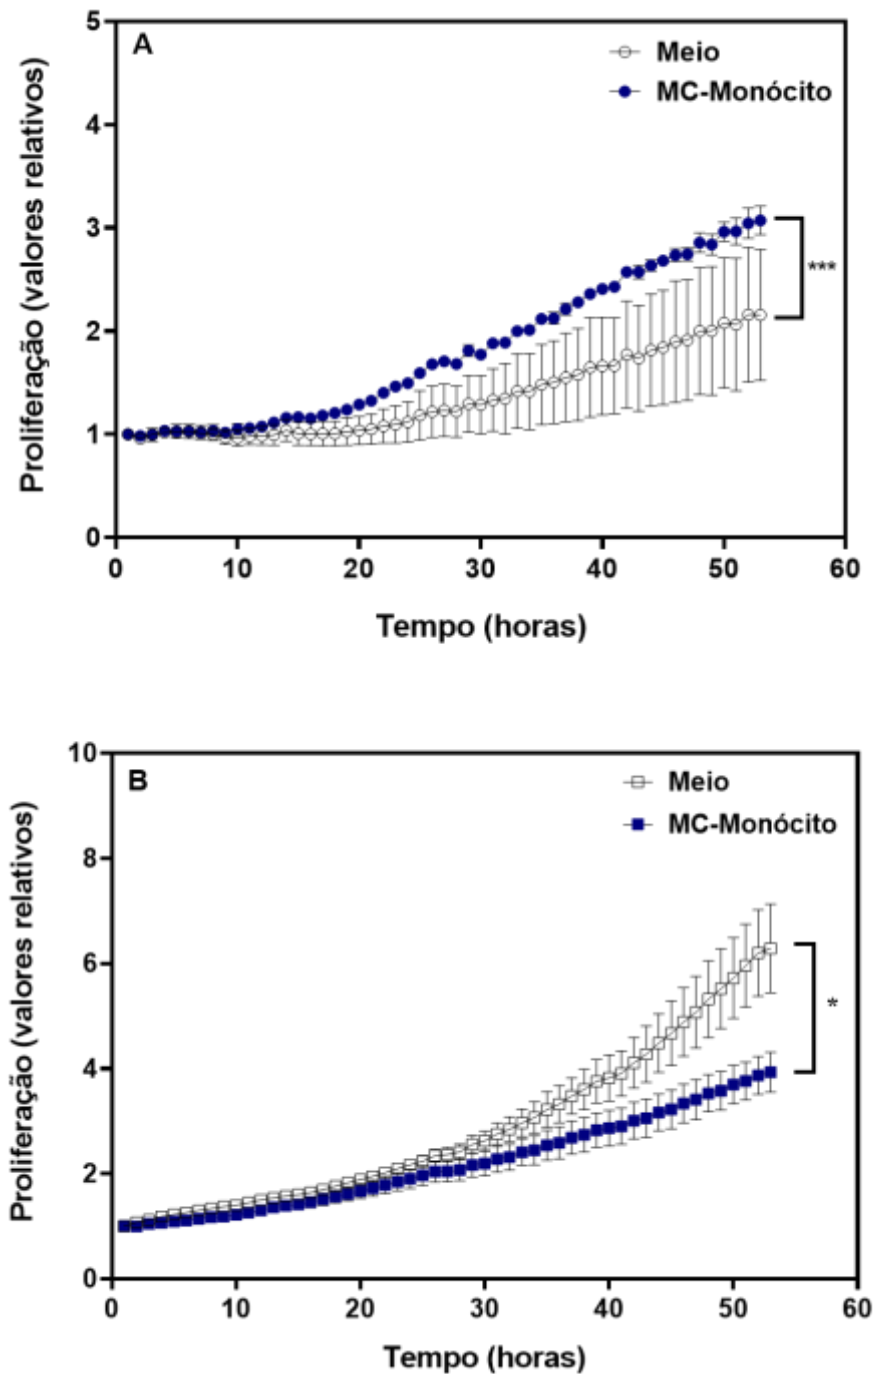 A
Meio
MC-Monócito
Proliferação (valores relativos)
5
4
3
2
1
0
***
0 10 20 30 40 50 60
Tempo (horas)
B
Meio
MC-Monócito
Proliferação (valores relativos)
10
8
6
4
2
0
*
0 10 20 30 40 50 60
Tempo (horas)